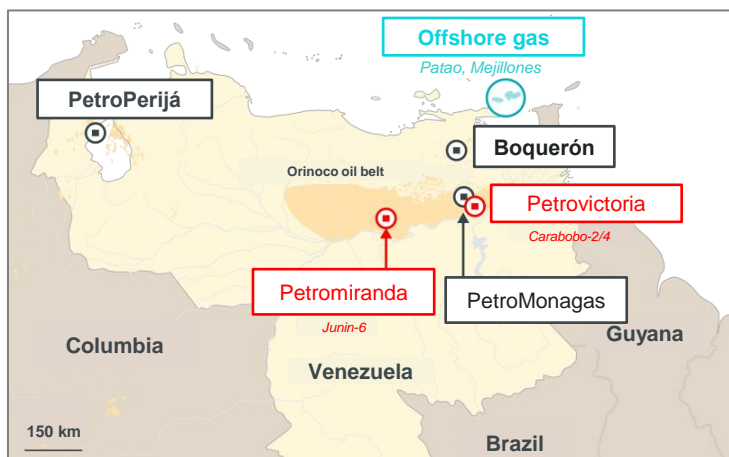 Offshore gas
Patao, Mejillones
PetroPerijá
Boquerón
Orinoco oil belt
Petrovictoria
Carabobo-2/4
Petromiranda
PetroMonagas
Junin-6
Guyana
Columbia
Venezuela
150 km
Brazil